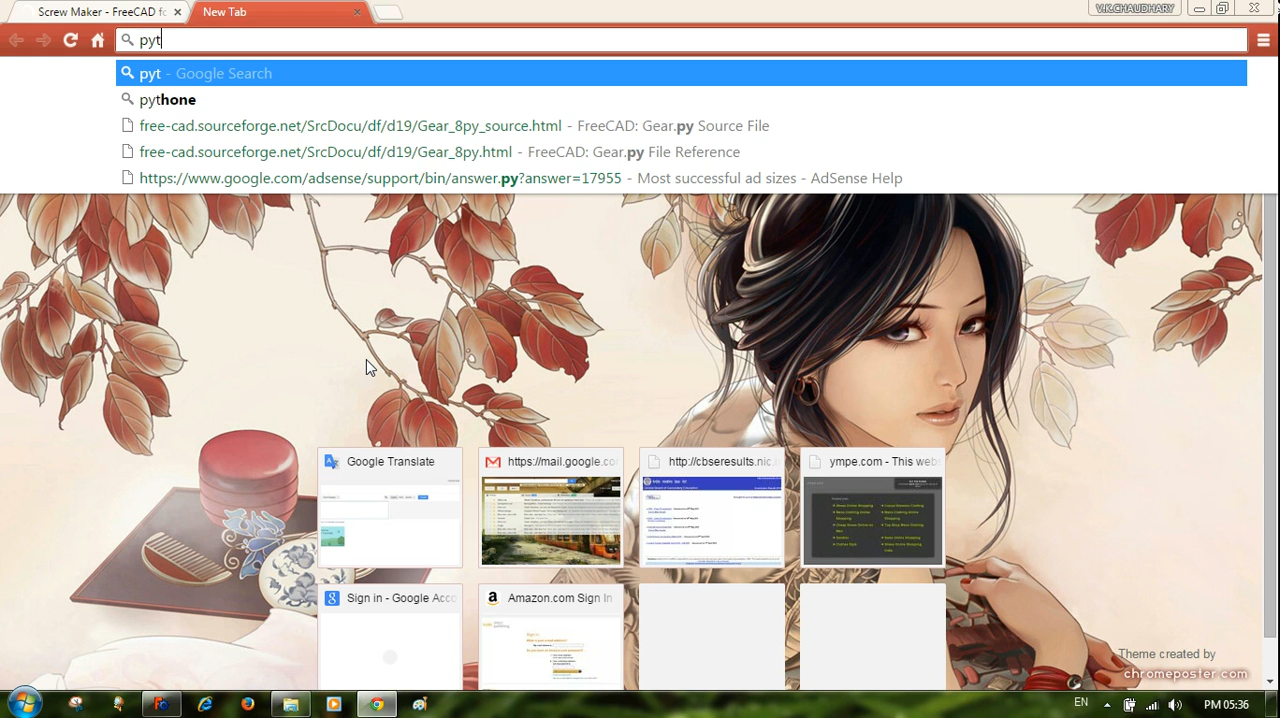 Screw Maker - FreeCAD fo
New Tab
V.K.CHAUDHARY
pyt
pyt - Google Search
pythone
free-cad.sourceforge.net/SrcDocu/df/d19/Gear_8py_source.html - FreeCAD: Gear.py Source File
free-cad.sourceforge.net/SrcDocu/df/d19/Gear_8py.html - FreeCAD: Gear.py File Reference
https://www.google.com/adsense/support/bin/answer.py?answer=17955 - Most successful ad sizes - AdSense Help
Google Translate
https://mail.google.co
http://cbseresults.nic.
ympe.com - This web
Sign in - Google Acco
Amazon.com Sign In
Theme created by
chromeposter.com
EN
PM 05:36